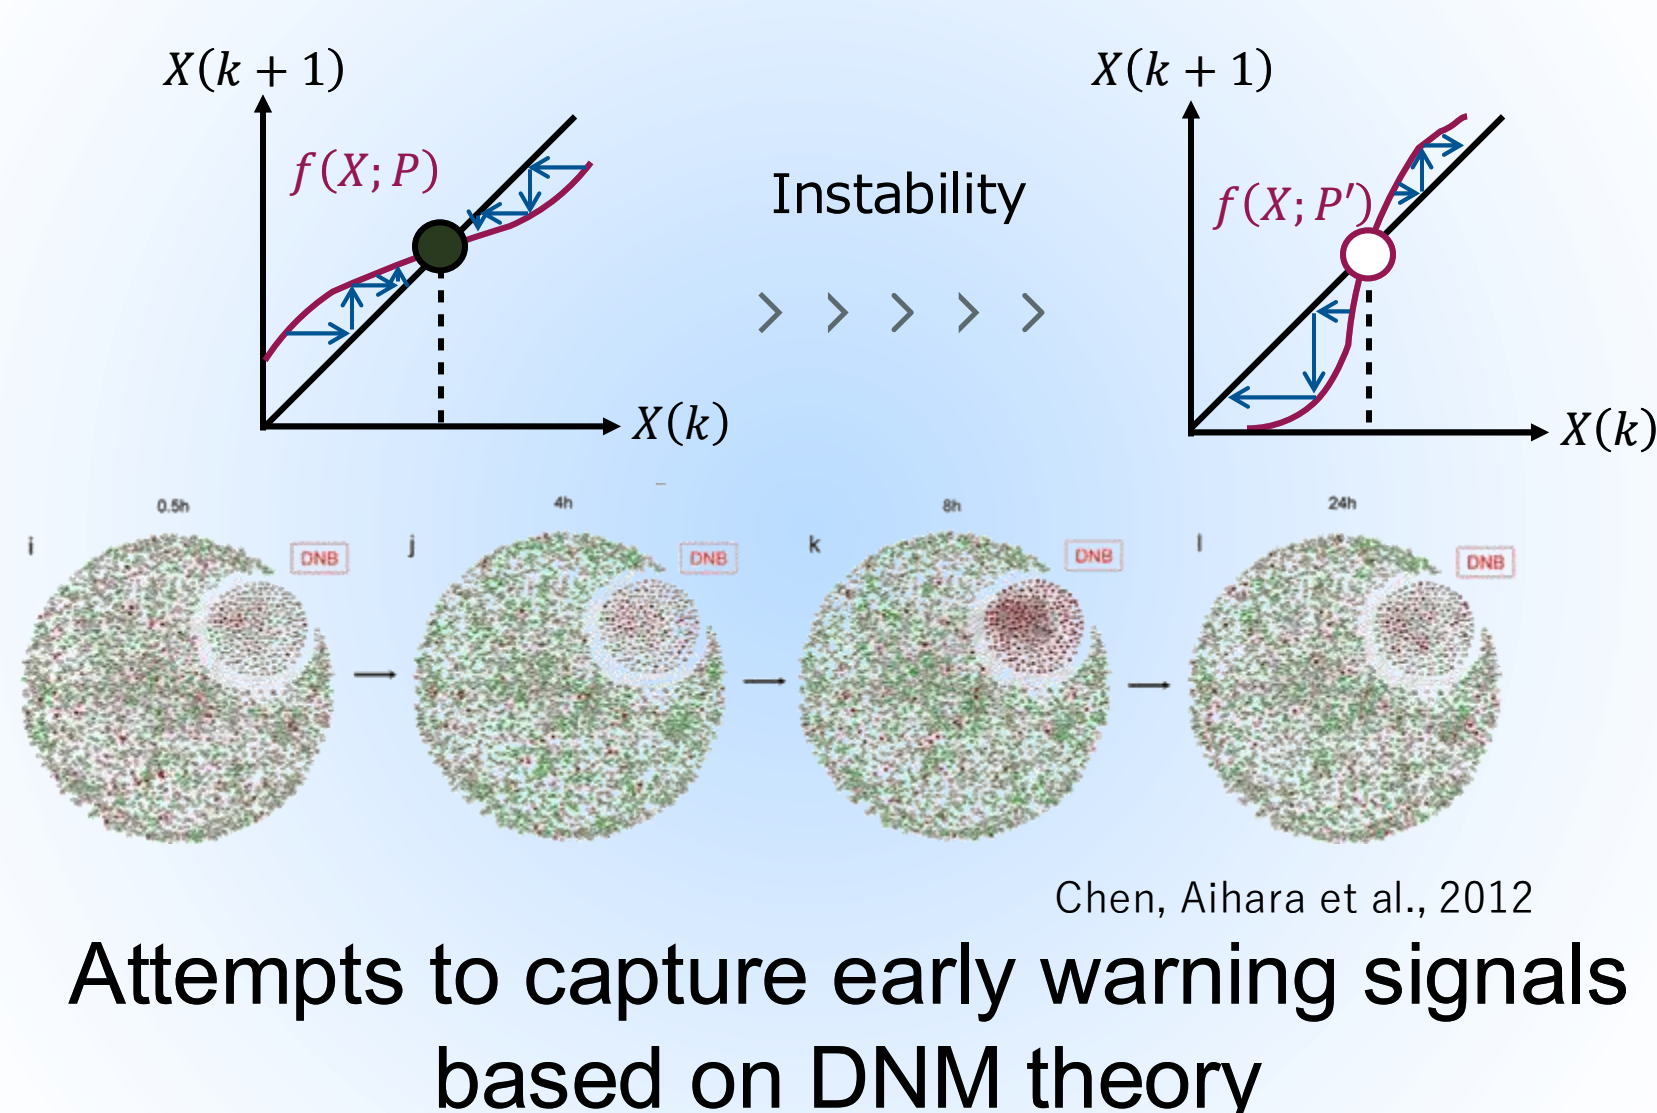 X(k + 1)
X(k + 1)
f(X; P)
Instability
f(X; P′)
X(k)
X(k)
0.5h
4h
8h
24h
i
DNB
j
DNB
k
DNB
l
DNB
Chen, Aihara et al., 2012
Attempts to capture early warning signals
based on DNM theory